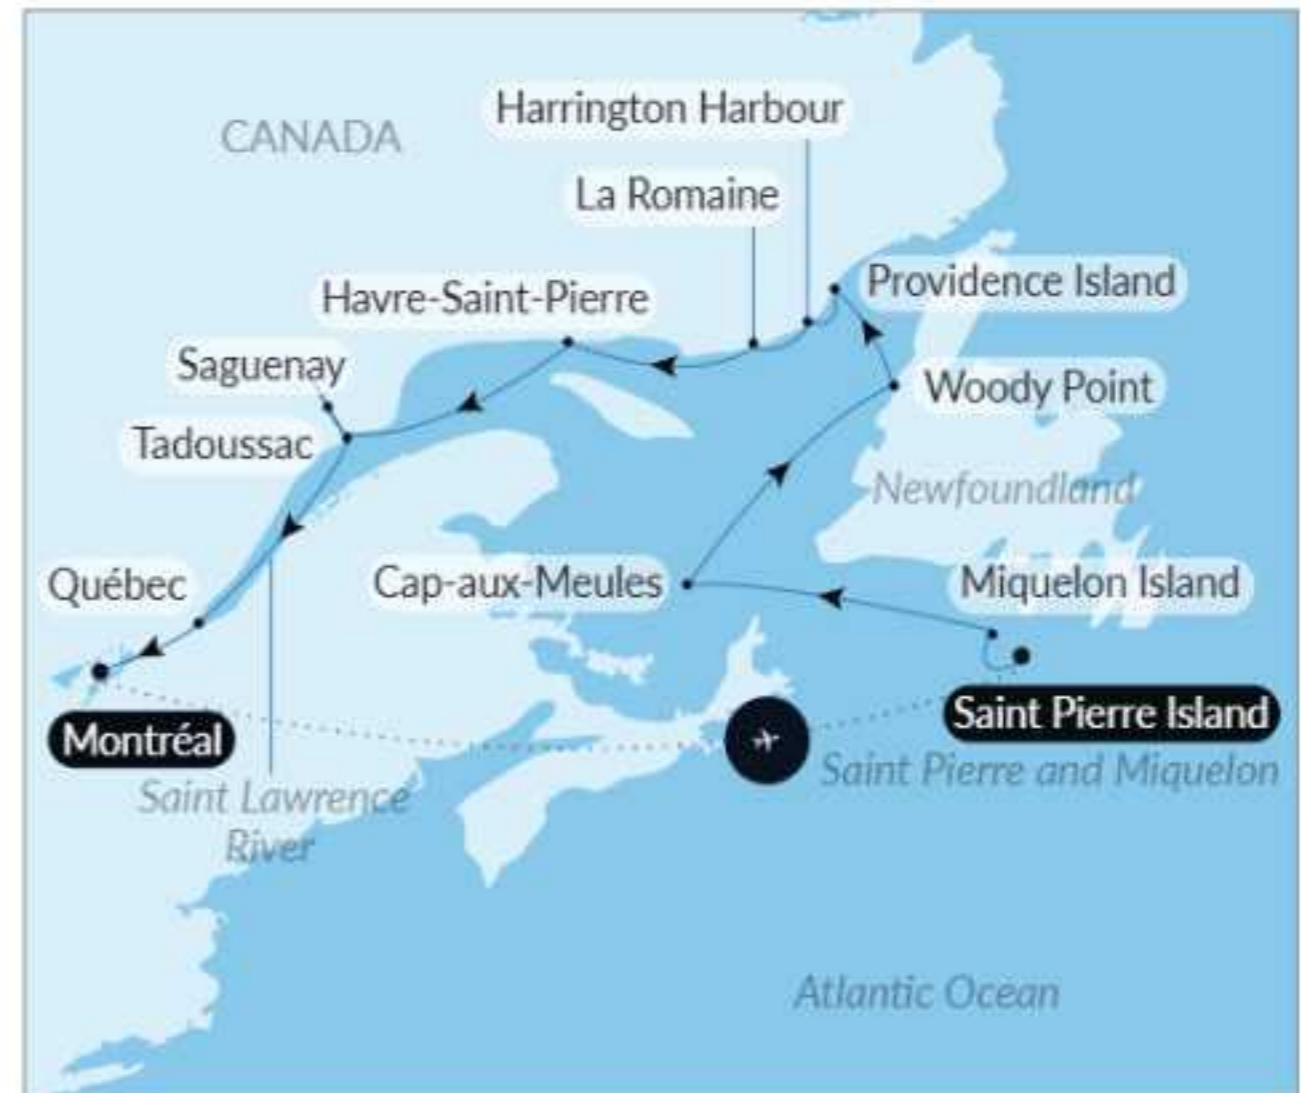 Harrington Harbour
CANADA
La Romaine
Providence Island
Havre-Saint-Pierre
Saguenay
Woody Point
Tadoussac
Newfoundland
Québec
Cap-aux-Meules
Miquelon Island
Saint Pierre Island
Montréal
Saint Pierre and Miquelon
Saint Lawrence
River
Atlantic Ocean